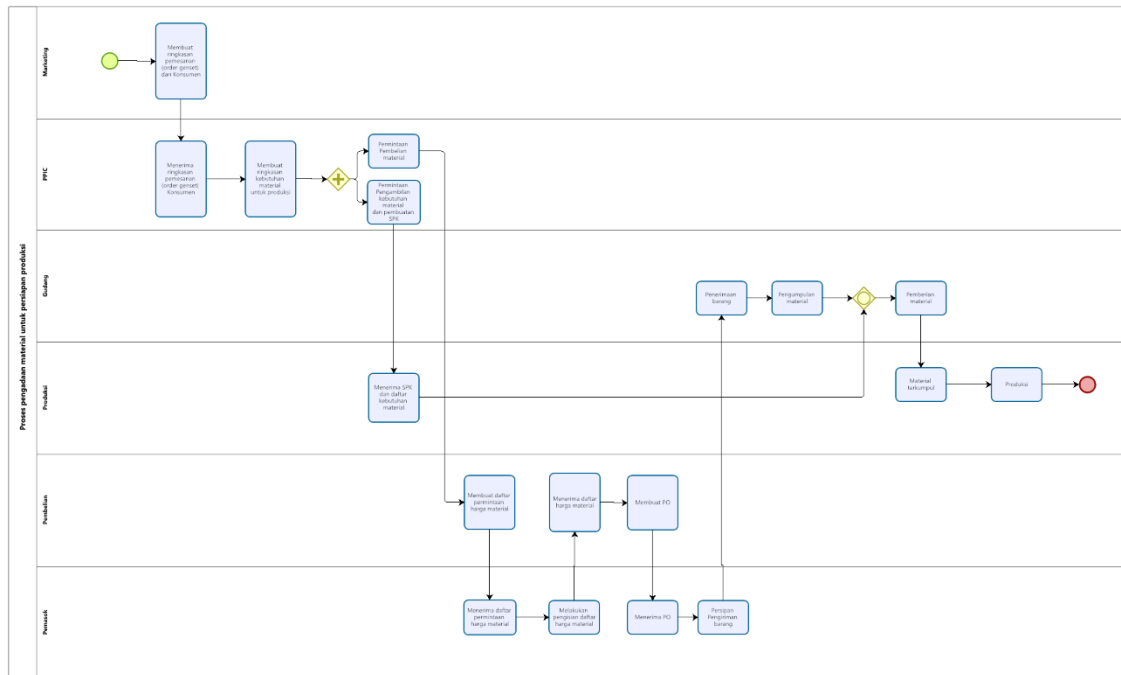 Proses pengadaan material untuk persiapan produksi
Marketing
Membuat
ringkasan
pemesanan
(order genset)
dari Konsumen
PPIC
Menerima
ringkasan
pemesanan
(order genset)
Konsumen
Membuat
ringkasan
kebutuhan
material
untuk produksi
Permintaan
Pembelian
material
Permintaan
Pangambilan
kebutuhan
material
dan pembuatan
SPK
Gudang
Penerimaan
barang
Pengumpulan
material
Pemberian
material
Produksi
Menerima SPK
dan daftar
kebutuhan
material
Material
terkumpul
Produksi
Pembelian
Membuat daftar
permintaan
harga material
Menerima daftar
harga material
Membuat PO
Pemasok
Menerima daftar
permintaan
harga material
Melakukan
pengisian daftar
harga material
Menerima PO
Persipan
Pengiriman
barang